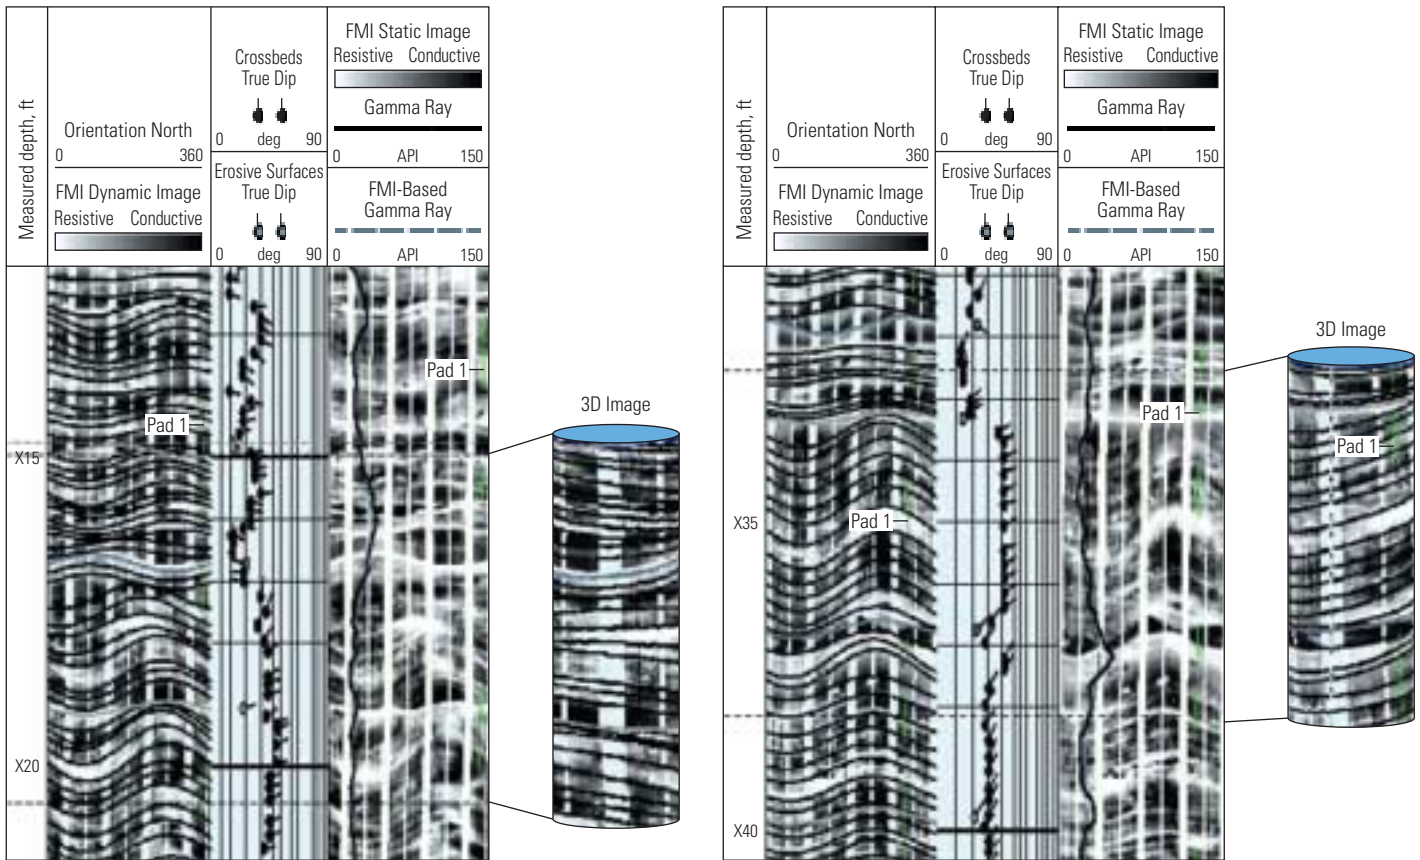 Measured depth, ft
Orientation North
0 360
FMI Dynamic Image
Resistive Conductive
Crossbeds
True Dip
0 deg 90
Erosive Surfaces
True Dip
0 deg 90
FMI Static Image
Resistive Conductive
Gamma Ray
0 API 150
FMI-Based
Gamma Ray
0 API 150
Pad 1
Pad 1
X15
X20
3D Image
Measured depth, ft
Orientation North
0 360
FMI Dynamic Image
Resistive Conductive
Crossbeds
True Dip
0 deg 90
Erosive Surfaces
True Dip
0 deg 90
FMI Static Image
Resistive Conductive
Gamma Ray
0 API 150
FMI-Based
Gamma Ray
0 API 150
Pad 1
Pad 1
X35
X40
3D Image
Pad 1